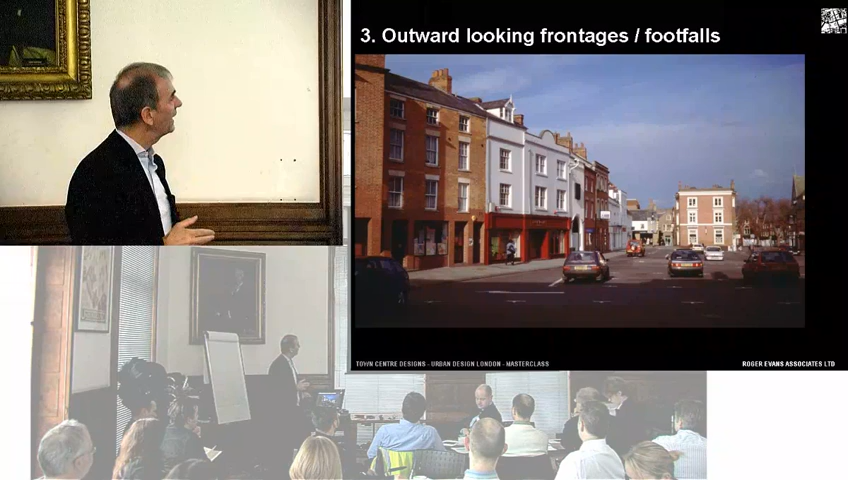 3. Outward looking frontages / footfalls
TOWN CENTRE DESIGNS - URBAN DESIGN LONDON - MASTERCLASS
ROGER EVANS ASSOCIATES LTD